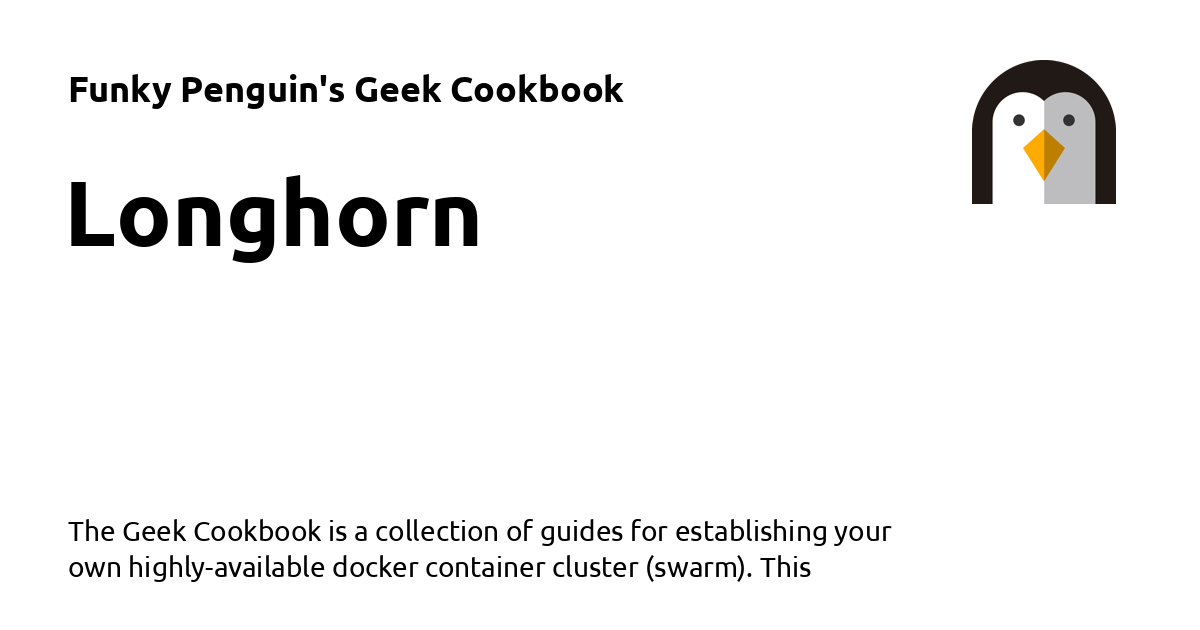 Funky Penguin's Geek Cookbook
Longhorn
The Geek Cookbook is a collection of guides for establishing your
own highly-available docker container cluster (swarm). This